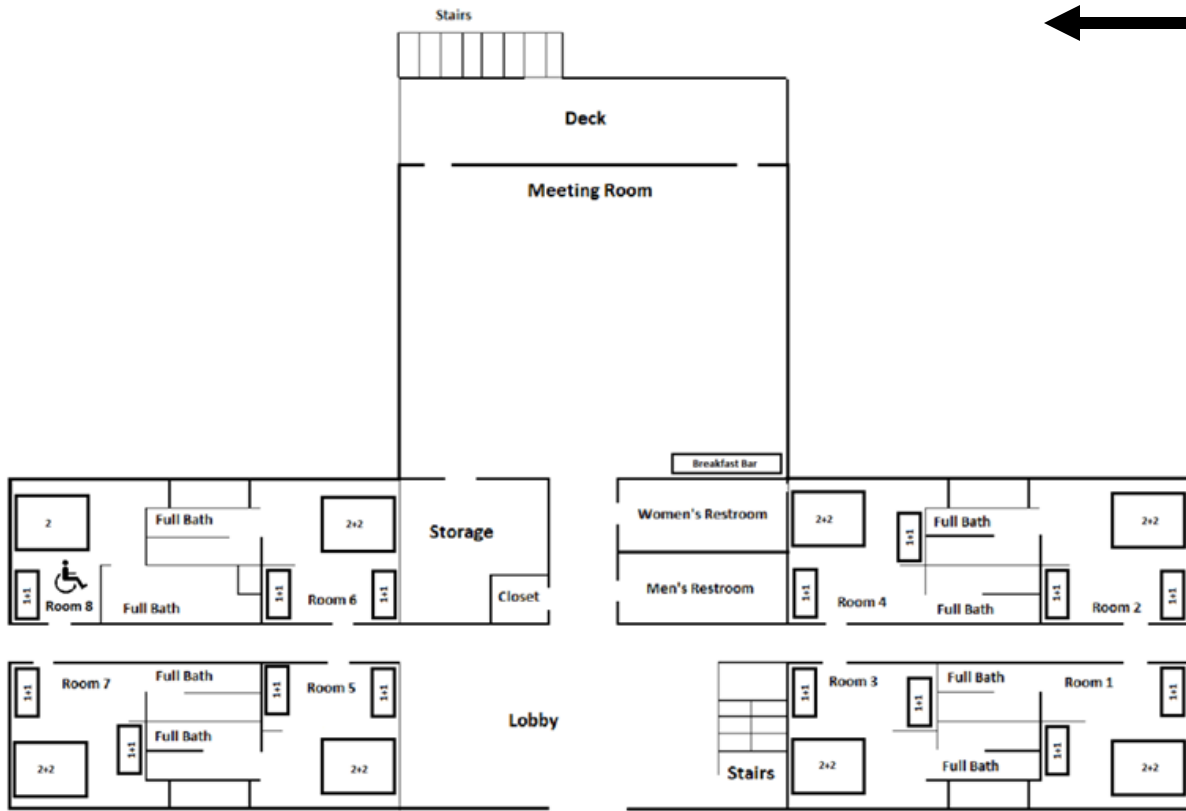 Stairs
Deck
Meeting Room
Breakfast Bar
2
Full Bath
2+2
Storage
Women's Restroom
2+2
1+1
Full Bath
2+2
1+1
Room 8
Full Bath
1+1
Room 6
1+1
Closet
Men's Restroom
1+1
Room 4
Full Bath
1+1
Room 2
1+1
1+1
Room 7
Full Bath
1+1
Room 5
1+1
1+1
Room 3
1+1
Full Bath
Room 1
1+1
Full Bath
1+1
Lobby
1+1
2+2
2+2
Stairs
2+2
Full Bath
2+2